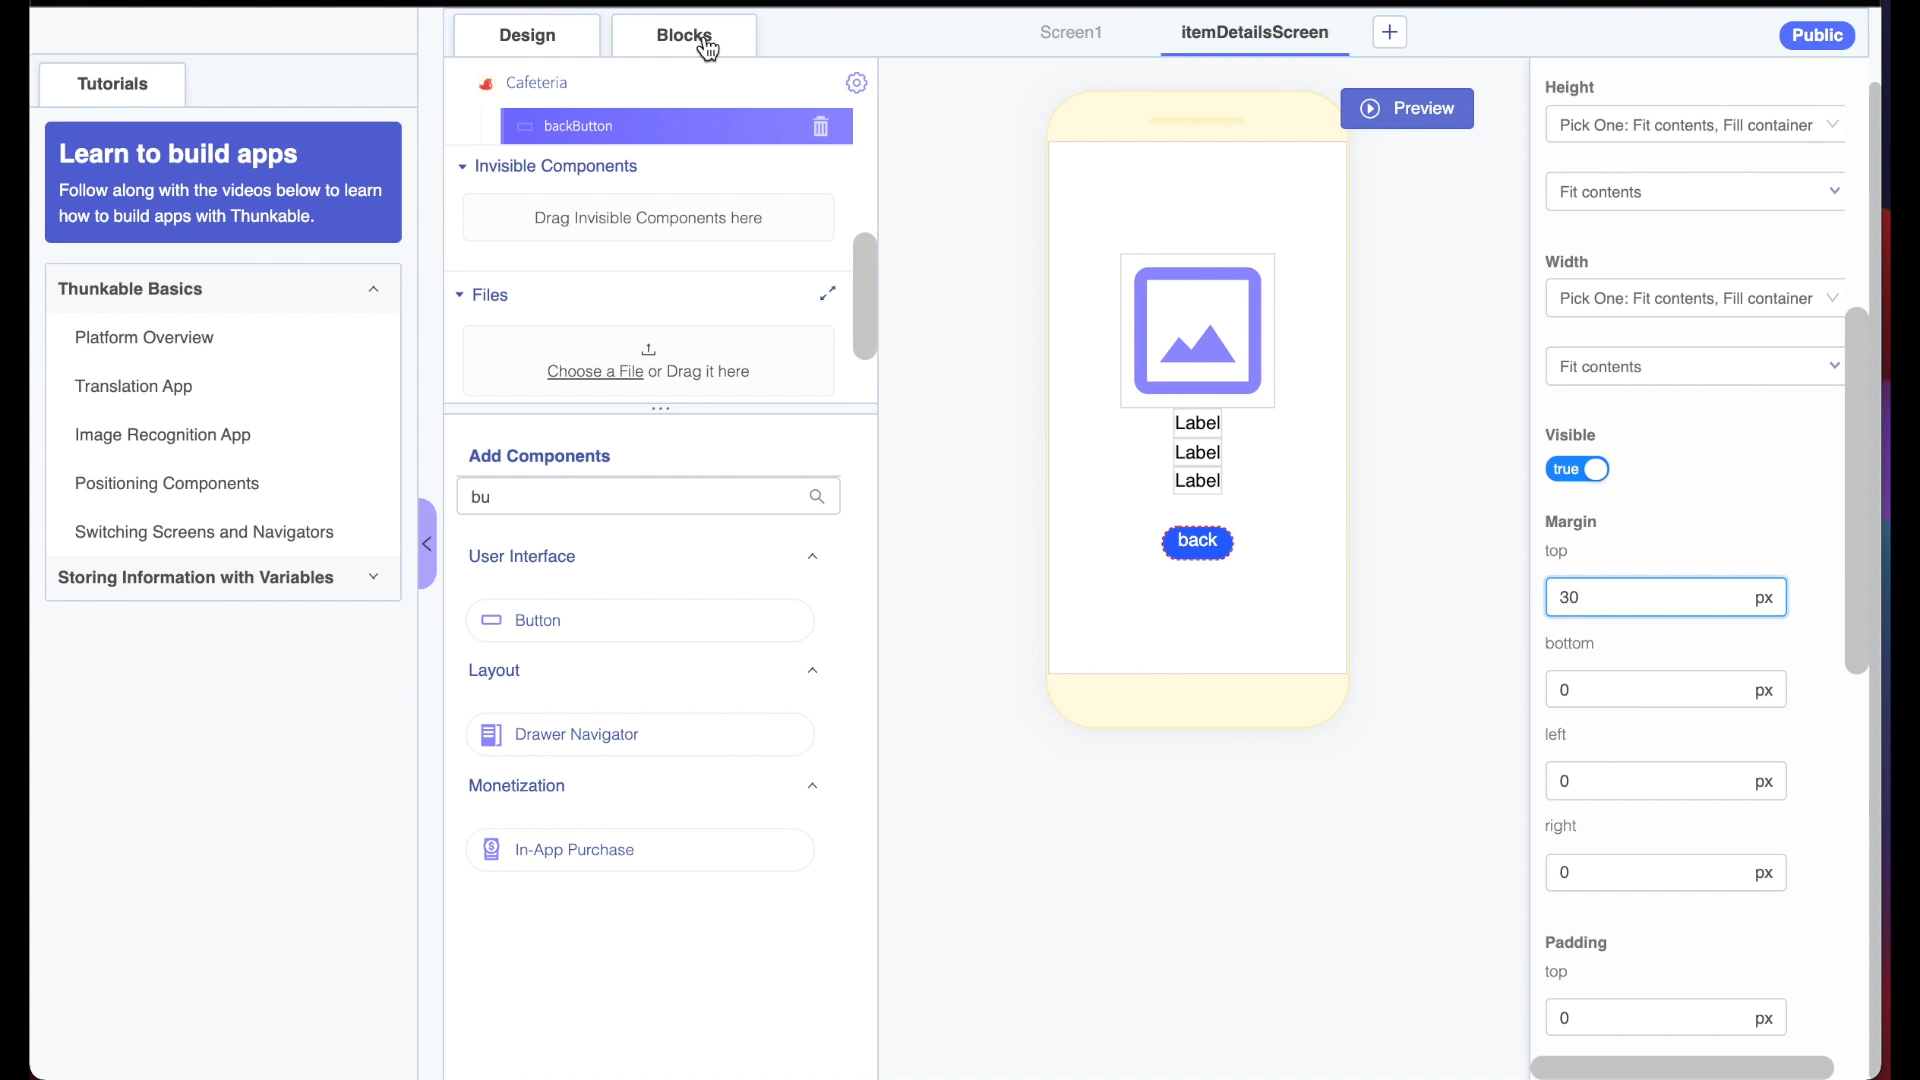 Design
Blocks
Screen1
itemDetailsScreen
Public
Tutorials
Learn to build apps
Follow along with the videos below to learn
how to build apps with Thunkable.
Thunkable Basics
Platform Overview
Translation App
Image Recognition App
Positioning Components
Switching Screens and Navigators
Storing Information with Variables
Cafeteria
backButton
Invisible Components
Drag Invisible Components here
Files
Choose a File or Drag it here
Add Components
bu
User Interface
Button
Layout
Drawer Navigator
Monetization
In-App Purchase
Preview
Label
Label
Label
back
Height
Pick One: Fit contents, Fill container
Fit contents
Width
Pick One: Fit contents, Fill container
Fit contents
Visible
true
Margin
top
30 px
bottom
0 px
left
0 px
right
0 px
Padding
top
0 px